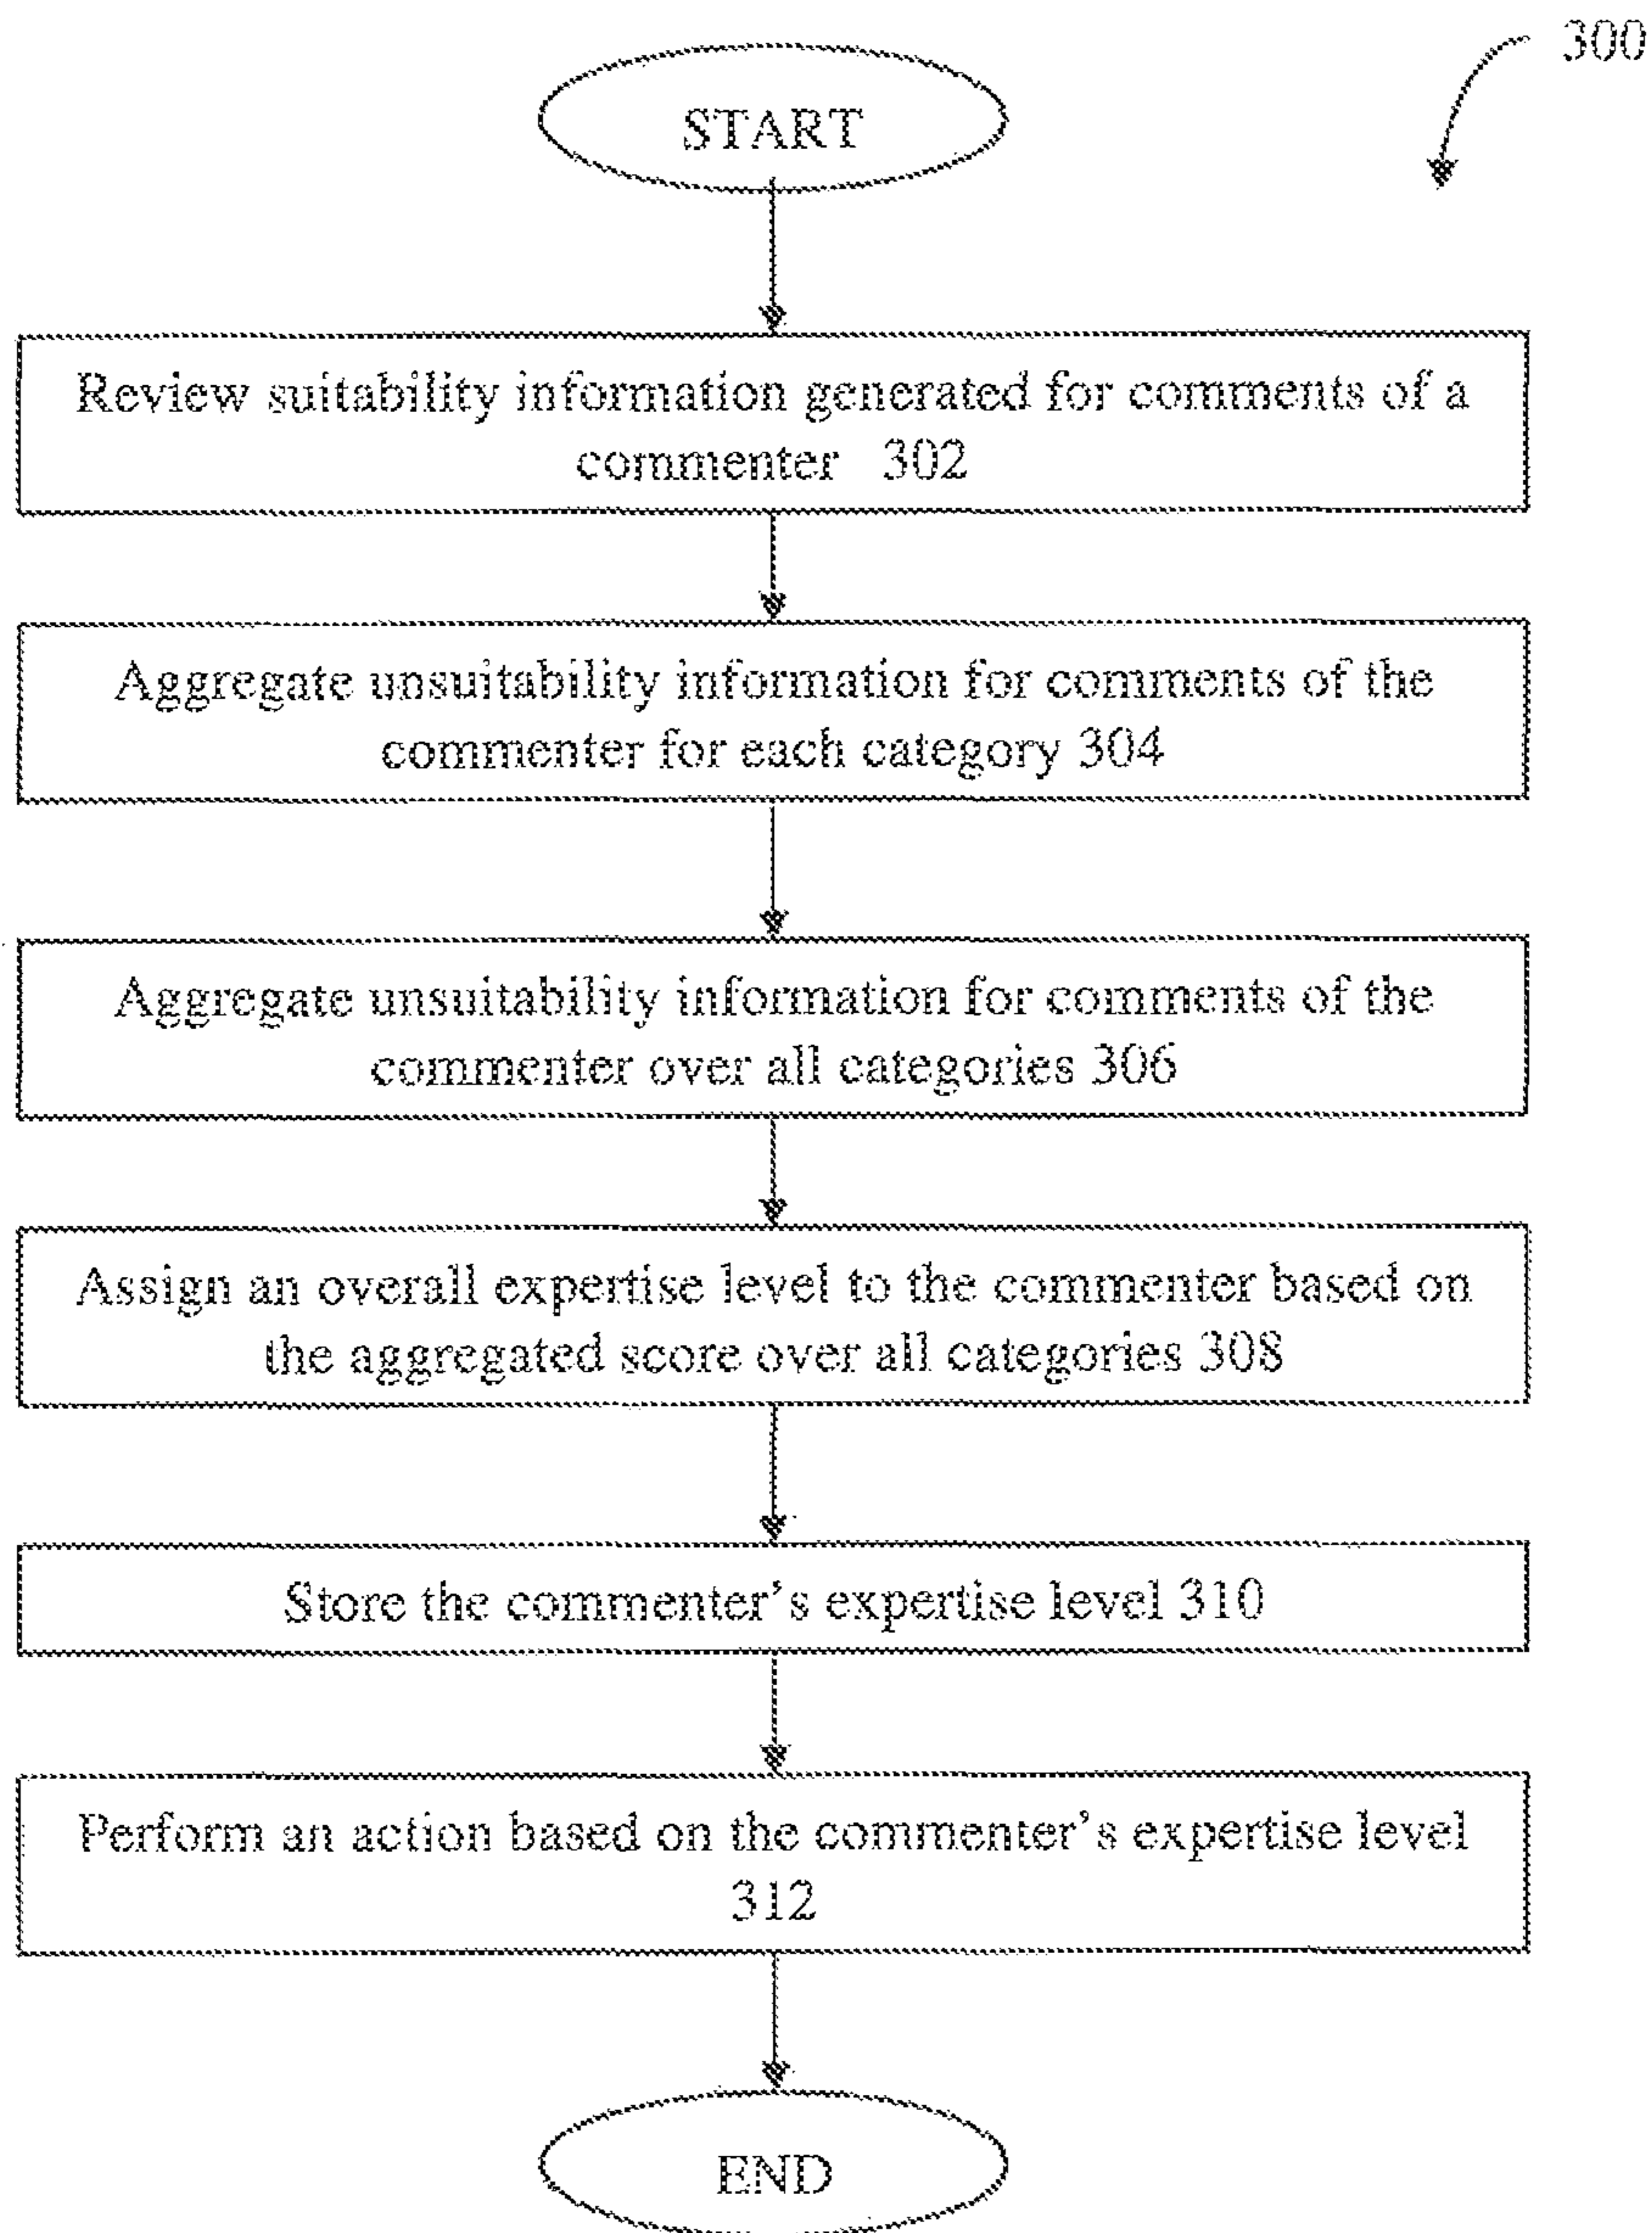 300
START
Review suitability information generated for comments of a
commenter 302
Aggregate unsuitability information for comments of the
commenter for each category 304
Aggregate unsuitability information for comments of the
commenter over all categories 306
Assign an overall expertise level to the commenter based on
the aggregated score over all categories 308
Store the commenter's expertise level 310
Perform an action based on the commenter's expertise level
312
END